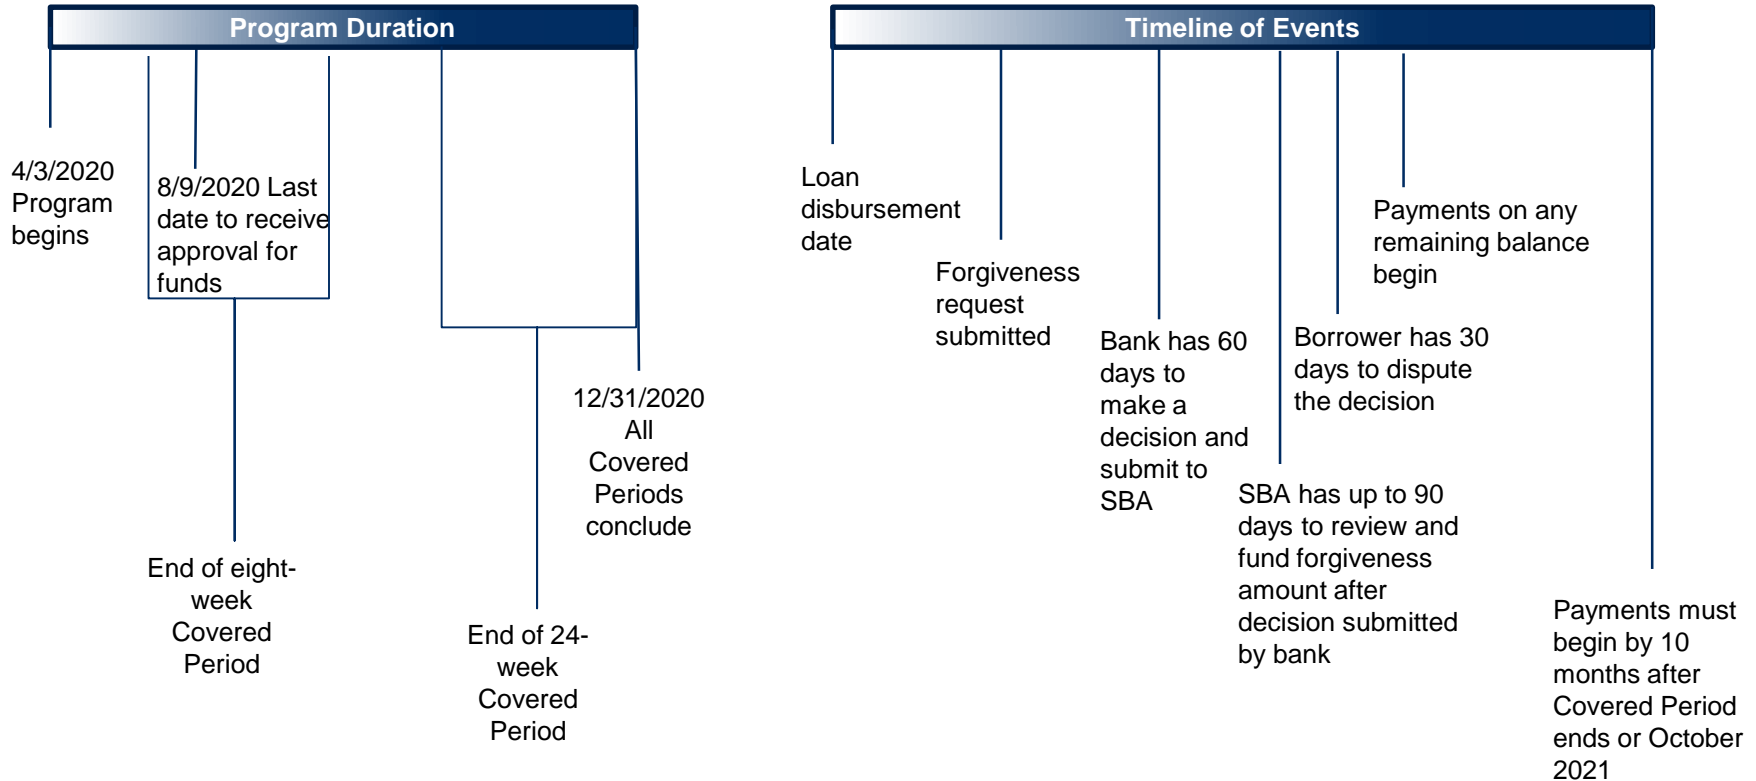 Program Duration
4/3/2020
Program
begins
8/9/2020 Last
date to receive
approval for
funds
End of eight-
week
Covered
Period
End of 24-
week
Covered
Period
12/31/2020
All
Covered
Periods
conclude
Timeline of Events
Loan
disbursement
date
Forgiveness
request
submitted
Bank has 60
days to
make a
decision and
submit to
SBA
SBA has up to 90
days to review and
fund forgiveness
amount after
decision submitted
by bank
Borrower has 30
days to dispute
the decision
Payments on any
remaining balance
begin
Payments must
begin by 10
months after
Covered Period
ends or October
2021